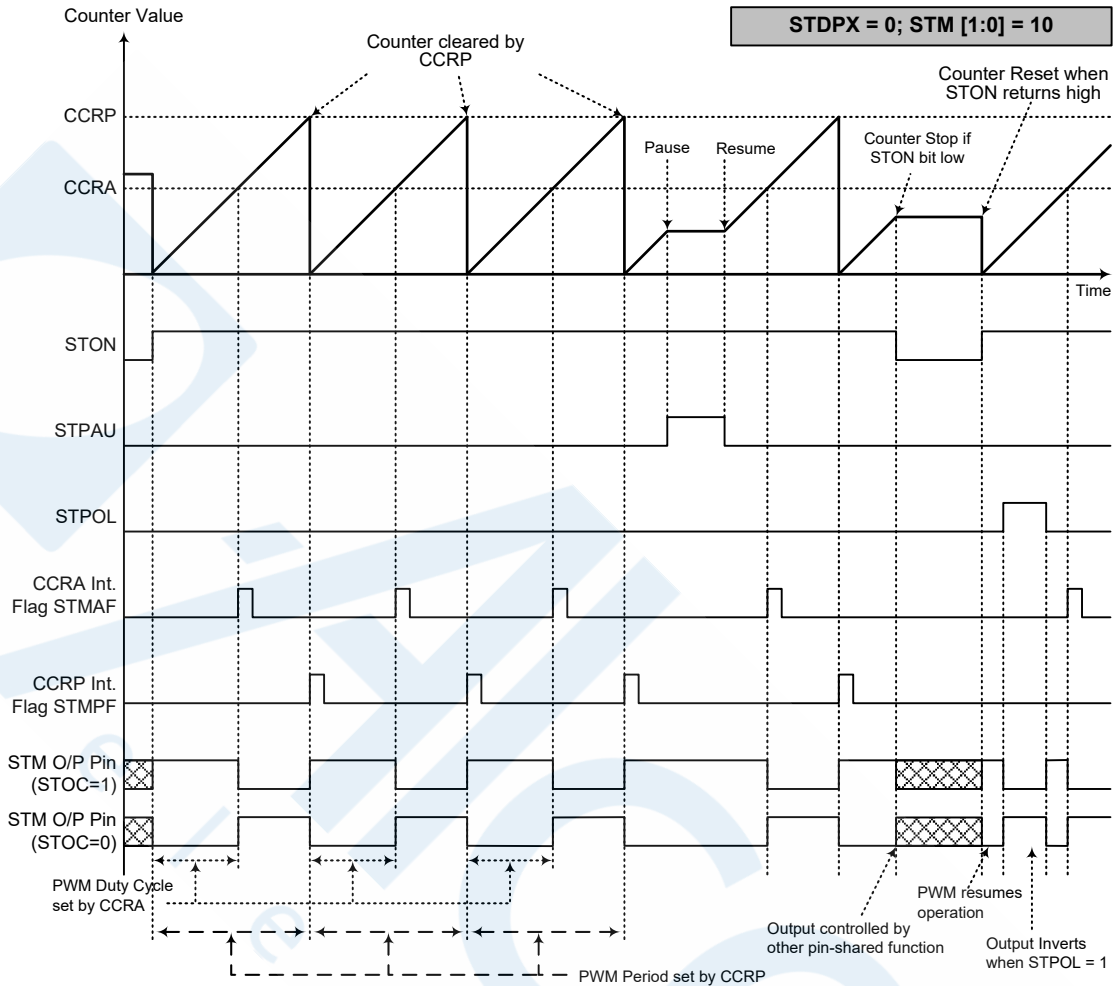 Counter Value
STDPX = 0; STM [1:0] = 10
Counter cleared by
CCRP
Counter Reset when
STON returns high
CCRP
Counter Stop if
STON bit low
Pause
Resume
CCRA
Time
STON
STPAU
STPOL
CCRA Int.
Flag STMAF
CCRP Int.
Flag STMPF
STM O/P Pin
(STOC=1)
STM O/P Pin
(STOC=0)
PWM Duty Cycle
set by CCRA
PWM resumes
operation
Output controlled by
other pin-shared function
Output Inverts
when STPOL = 1
PWM Period set by CCRP